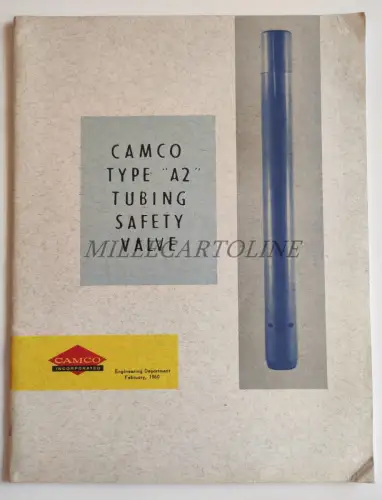 CAMCO
TYPE "A2"
TUBING
SAFETY
VALVE
MILLECARTOLINE
CAMCO
INCORPORATED
Engineering Department
February, 1960